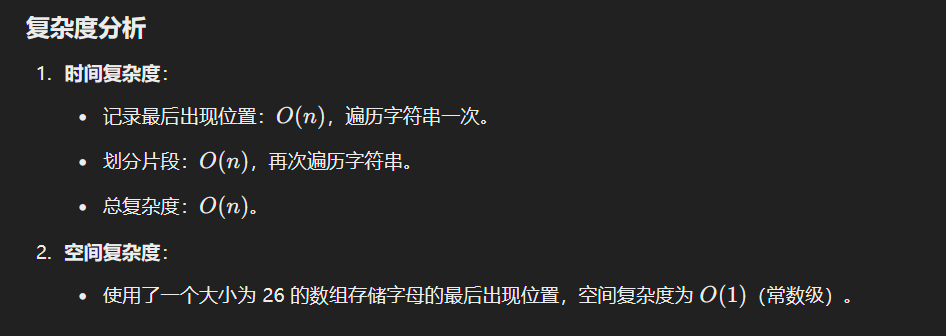 复杂度分析
1. 时间复杂度：
• 记录最后出现位置：O(n)，遍历字符串一次。
• 划分片段：O(n)，再次遍历字符串。
• 总复杂度：O(n)。
2. 空间复杂度：
• 使用了一个大小为 26 的数组存储字母的最后出现位置，空间复杂度为 O(1)（常数级）。